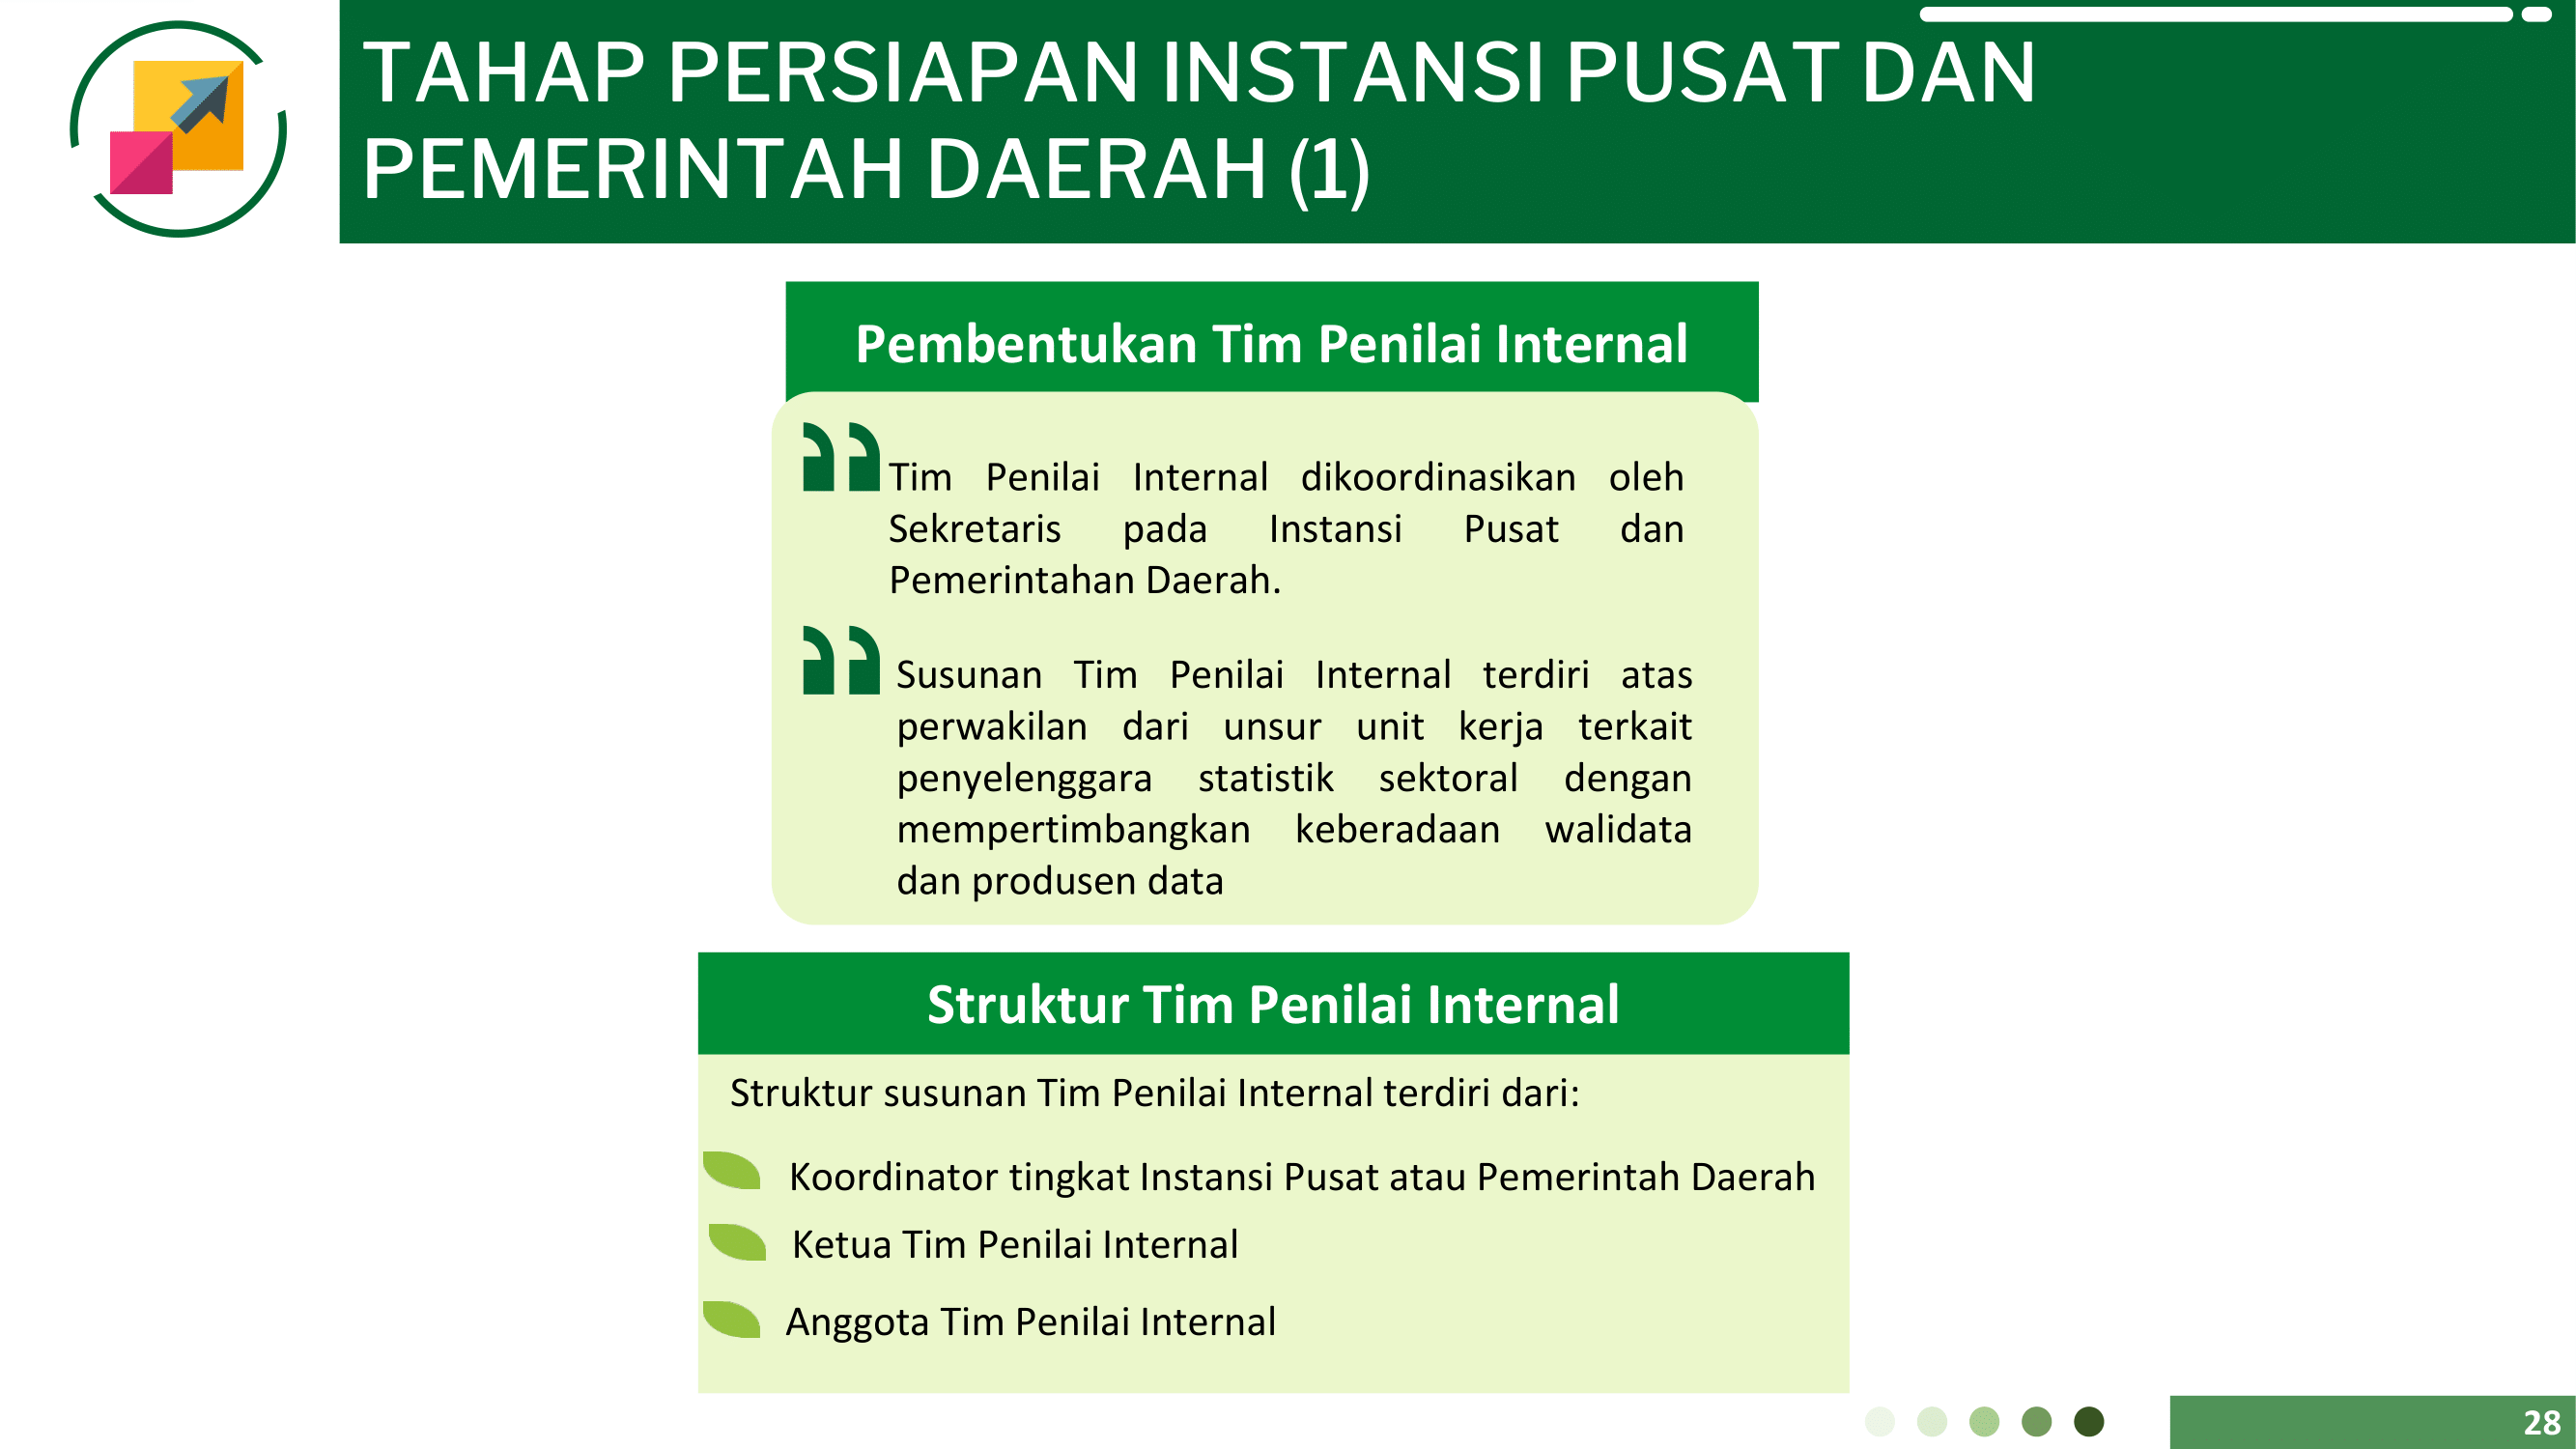 TAHAP PERSIAPAN INSTANSI PUSAT DAN
PEMERINTAH DAERAH (1)
Pembentukan Tim Penilai Internal
Tim Penilai Internal dikoordinasikan oleh
Sekretaris pada Instansi Pusat dan
Pemerintahan Daerah.
Susunan Tim Penilai Internal terdiri atas
perwakilan dari unsur unit kerja terkait
penyelenggara statistik sektoral dengan
mempertimbangkan keberadaan walidata
dan produsen data
Struktur Tim Penilai Internal
Struktur susunan Tim Penilai Internal terdiri dari:
Koordinator tingkat Instansi Pusat atau Pemerintah Daerah
Ketua Tim Penilai Internal
Anggota Tim Penilai Internal
28